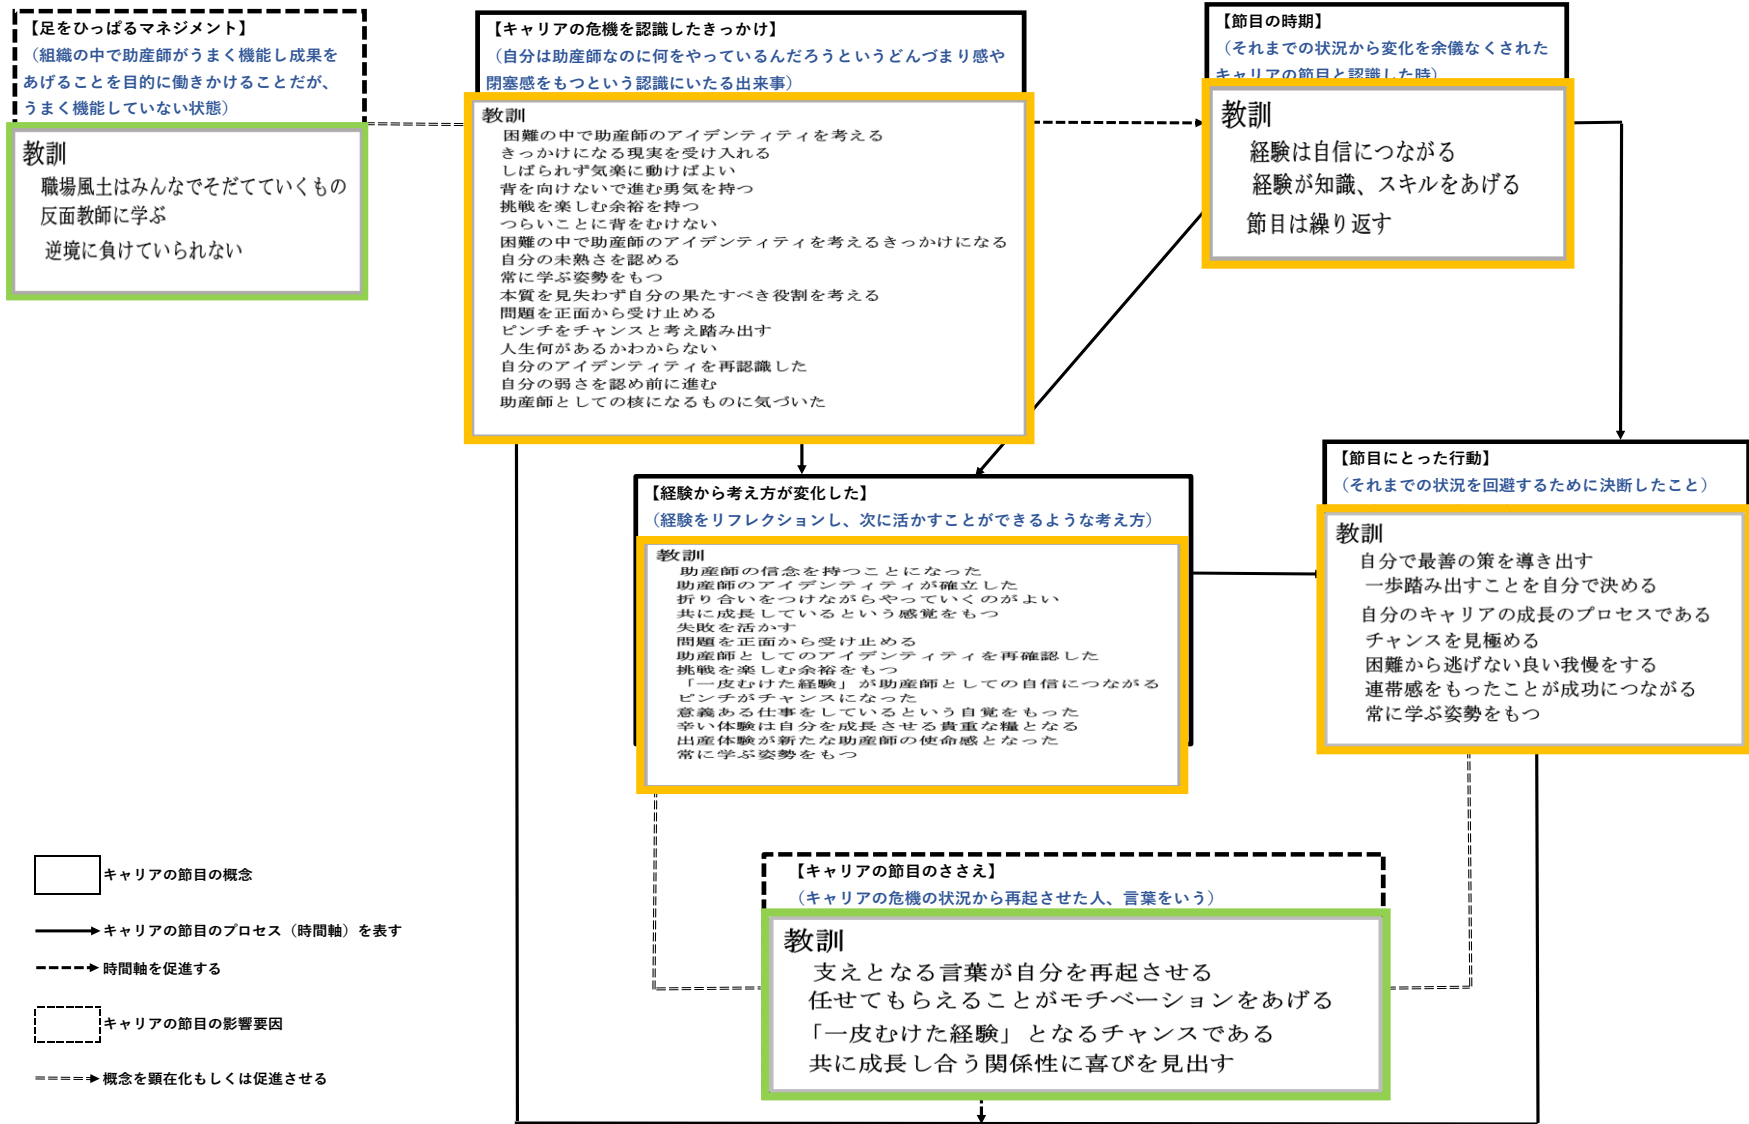 【足をひっぱるマネジメント】
（組織の中で助産師がうまく機能し成果を
あげることを目的に働きかけることだが、
うまく機能していない状態）
教訓
職場風土はみんなでそだてていくもの
反面教師に学ぶ
逆境に負けていられない
【キャリアの危機を認識したきっかけ】
（自分は助産師なのに何をやっているんだろうというどんづまり感や
閉塞感をもつという認識にいたる出来事）
教訓
困難の中で助産師のアイデンティティを考える
きっかけになる現実を受け入れる
しばられず気楽に動けばよい
背を向けないで進む勇気を持つ
挑戦を楽しむ余裕を持つ
つらいことに背をむけない
困難の中で助産師のアイデンティティを考えるきっかけになる
自分の未熟さを認める
常に学ぶ姿勢をもつ
本質を見失わず自分の果たすべき役割を考える
問題を正面から受け止める
ピンチをチャンスと考え踏み出す
人生何があるかわからない
自分のアイデンティティを再認識した
自分の弱さを認め前に進む
助産師としての核になるものに気づいた
【節目の時期】
（それまでの状況から変化を余儀なくされた
キャリアの節目と認識した時）
教訓
経験は自信につながる
経験が知識、スキルをあげる
節目は繰り返す
【経験から考え方が変化した】
（経験をリフレクションし、次に活かすことができるような考え方）
教訓
助産師の信念を持つことになった
助産師のアイデンティティが確立した
折り合いをつけながらやっていくのがよい
共に成長しているという感覚をもつ
失敗を活かす
問題を正面から受け止める
助産師としてのアイデンティティを再確認した
挑戦を楽しむ余裕をもつ
「一皮むけた経験」が助産師としての自信につながる
ピンチがチャンスになった
意義ある仕事をしているという自覚をもった
辛い体験は自分を成長させる貴重な糧となる
出産体験が新たな助産師の使命感となった
常に学ぶ姿勢をもつ
【節目にとった行動】
（それまでの状況を回避するために決断したこと）
教訓
自分で最善の策を導き出す
一歩踏み出すことを自分で決める
自分のキャリアの成長のプロセスである
チャンスを見極める
困難から逃げない良い我慢をする
連帯感をもったことが成功につながる
常に学ぶ姿勢をもつ
【キャリアの節目のささえ】
（キャリアの危機の状況から再起させた人、言葉をいう）
教訓
支えとなる言葉が自分を再起させる
任せてもらえることがモチベーションをあげる
「一皮むけた経験」となるチャンスである
共に成長し合う関係性に喜びを見出す
キャリアの節目の概念
キャリアの節目のプロセス（時間軸）を表す
時間軸を促進する
キャリアの節目の影響要因
概念を顕在化もしくは促進させる